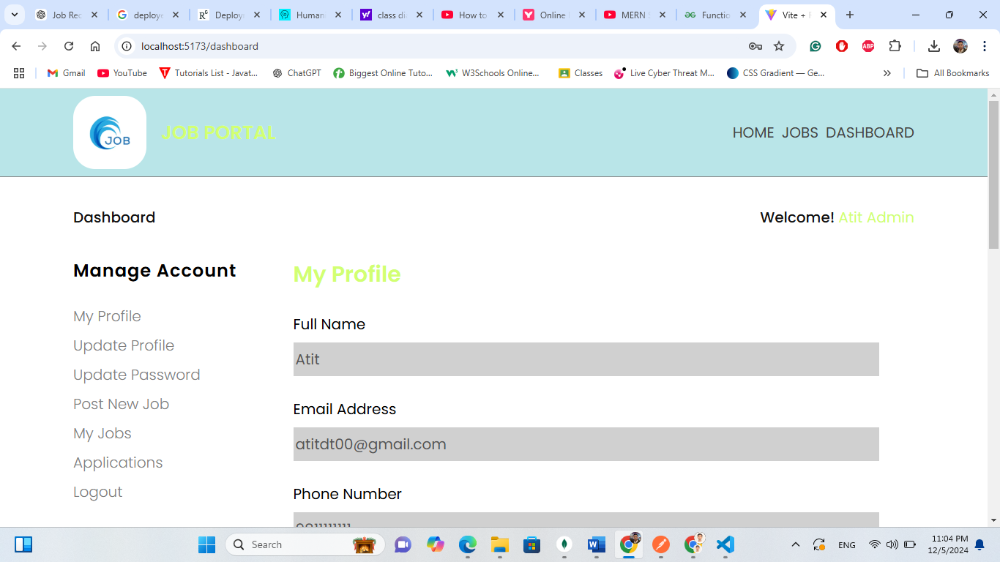 Job Rec
deploye
Deploy
Human
class di
How to
Online
MERN
Functio
Vite +
localhost:5173/dashboard
Gmail
YouTube
Tutorials List - Javat...
ChatGPT
Biggest Online Tuto...
W3Schools Online...
Classes
Live Cyber Threat M...
CSS Gradient — Ge...
All Bookmarks
JOB
JOB PORTAL
HOME JOBS DASHBOARD
Dashboard
Welcome! Atit Admin
Manage Account
My Profile
Update Profile
Update Password
Post New Job
My Jobs
Applications
Logout
My Profile
Full Name
Atit
Email Address
atitdt00@gmail.com
Phone Number
Search
ENG
11:04 PM
12/5/2024